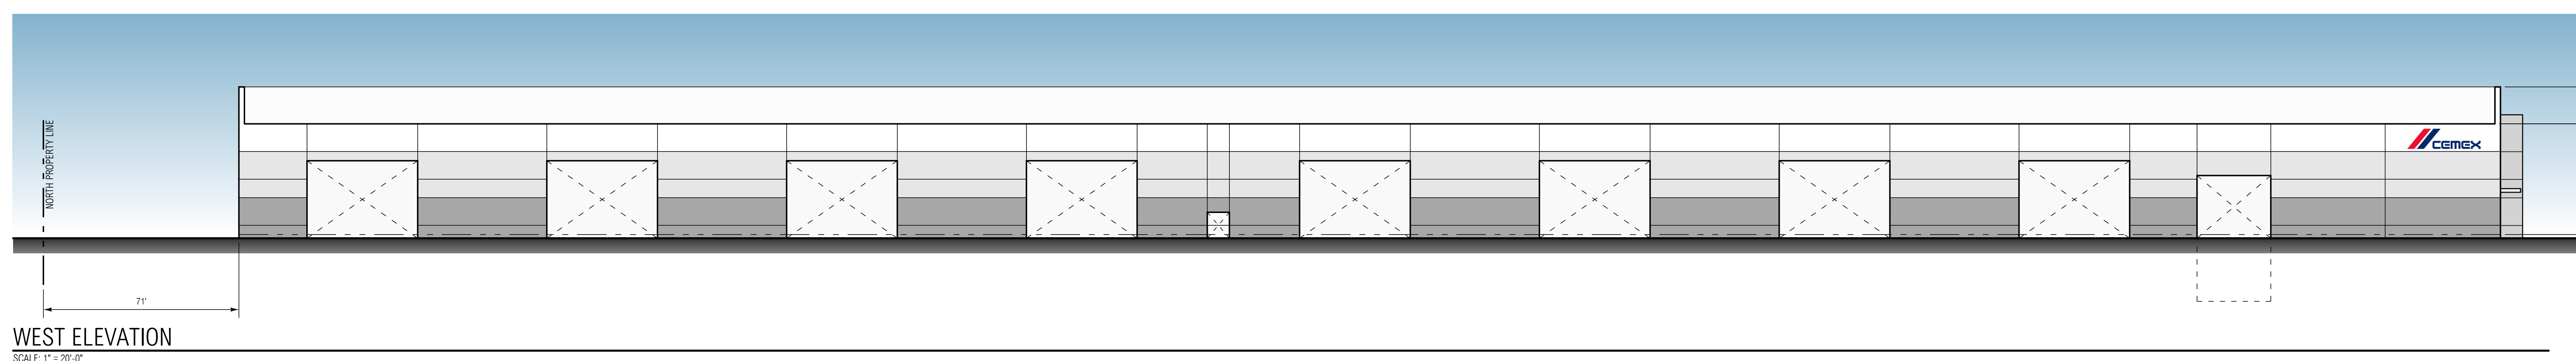 NORTH PROPERTY LINE
CEMEX
71'
WEST ELEVATION
SCALE: 1" = 20'-0"